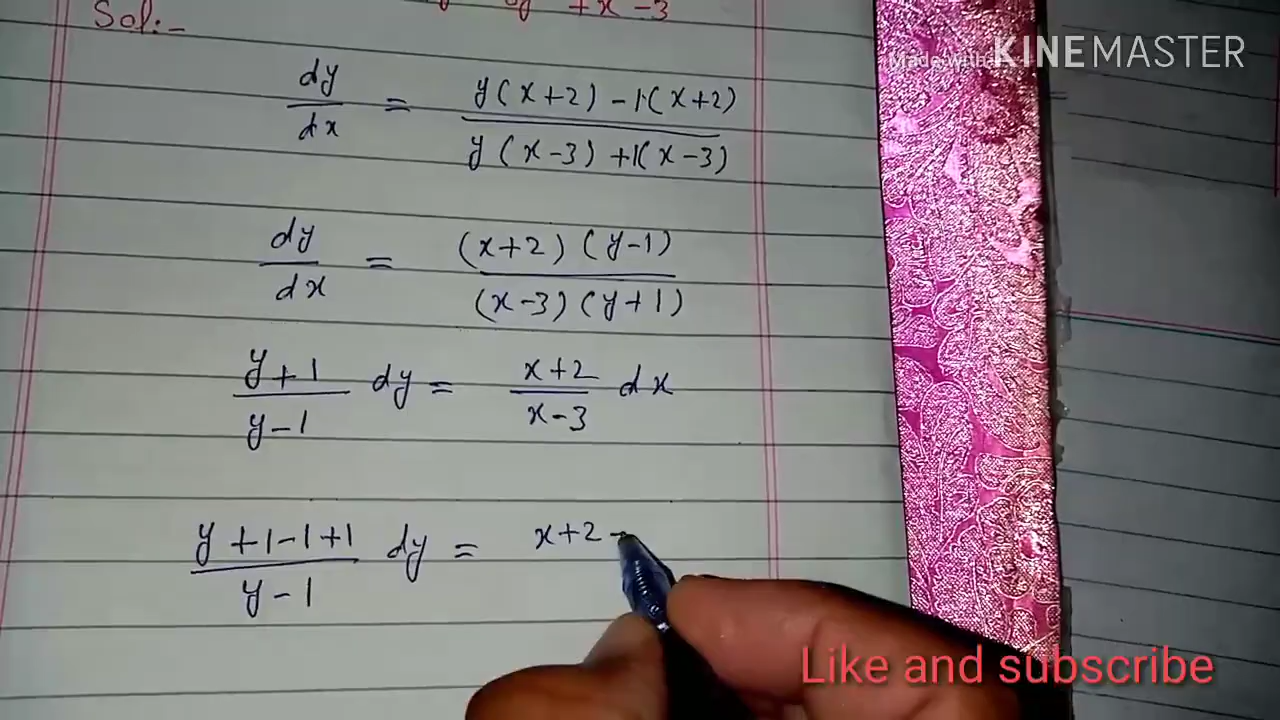 +x-3
Sol:-
Made with KINEMASTER
dy/dx = y(x+2)-1(x+2) / y(x-3)+1(x-3)
dy/dx = (x+2)(y-1) / (x-3)(y+1)
y+1/y-1 dy = x+2/x-3 dx
y+1-1+1/y-1 dy = x+2-
Like and subscribe